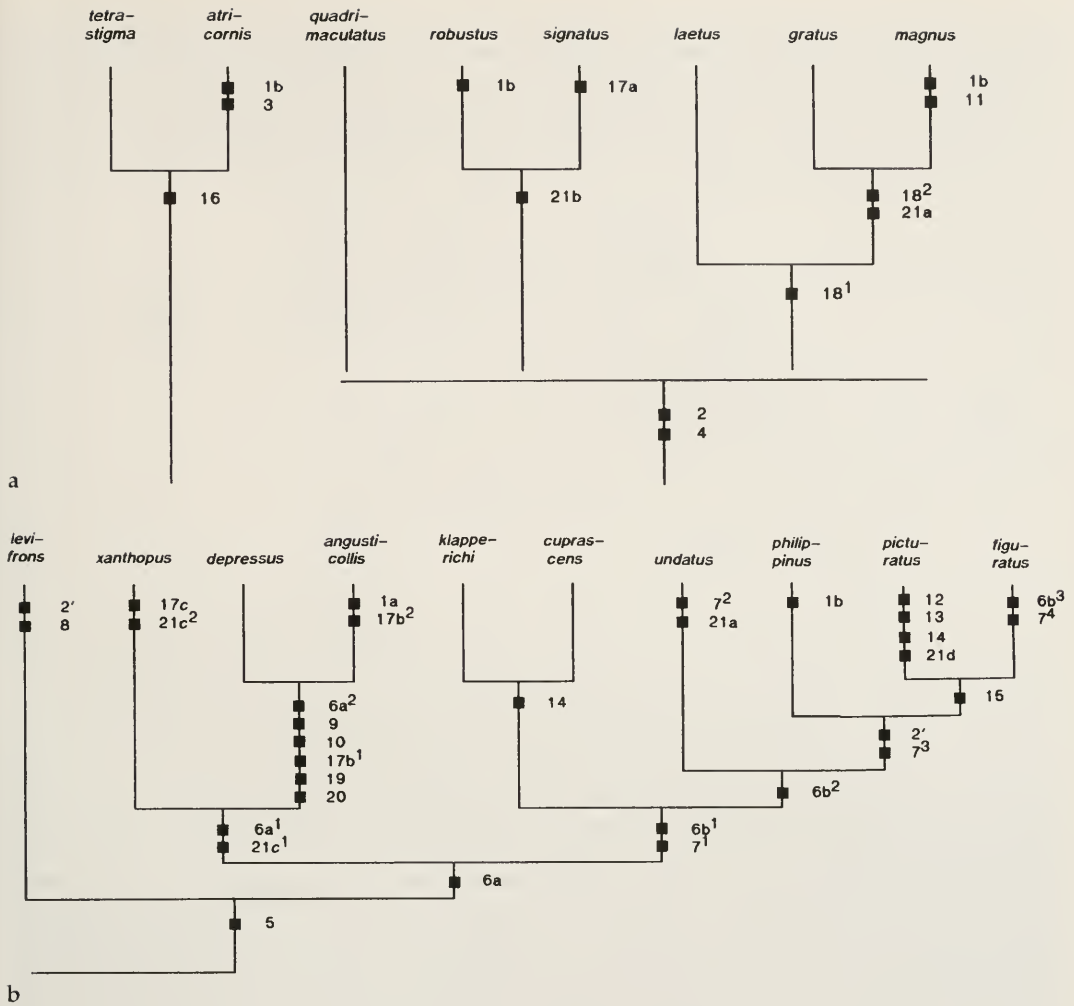 tetra– atri– quadri–
stigma cornis maculatus robustus signatus laetus gratus magnus
1b 1b 17a 1b
3 11
16 21b 18²
21a
18¹
2
4
a
levi– angusti– klappe– cupras– philip– pictu– figu–
frons xanthopus depressus collis richi cens undatus pinus ratus ratus
2' 17c 1a 7² 1b 12 6b³
8 21c² 17b² 21a 13 7⁴
14
21d
6a² 14 15
9
10 2'
17b¹ 7³
19
20 6b²
6a¹ 6b¹
21c¹ 7¹
6a
5
b